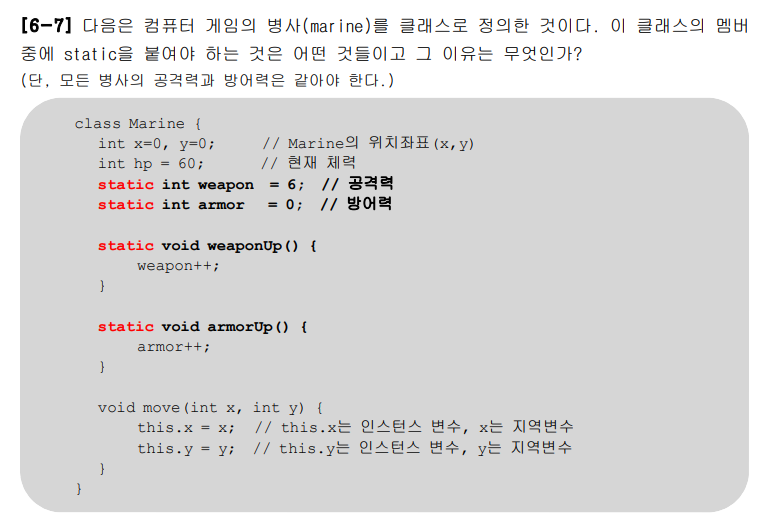 [6-7] 다음은 컴퓨터 게임의 병사(marine)를 클래스로 정의한 것이다. 이 클래스의 멤버
중에 static을 붙여야 하는 것은 어떤 것들이고 그 이유는 무엇인가?
(단, 모든 병사의 공격력과 방어력은 같아야 한다.)
class Marine {
int x=0, y=0; // Marine의 위치좌표(x,y)
int hp = 60; // 현재 체력
static int weapon = 6; // 공격력
static int armor = 0; // 방어력
static void weaponUp() {
weapon++;
}
static void armorUp() {
armor++;
}
void move(int x, int y) {
this.x = x; // this.x는 인스턴스 변수, x는 지역변수
this.y = y; // this.y는 인스턴스 변수, y는 지역변수
}
}